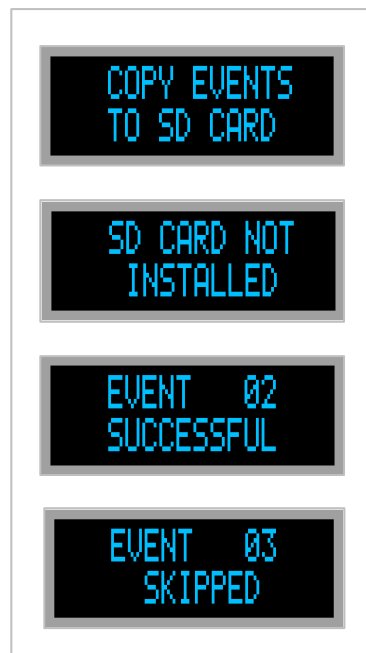 COPY EVENTS
TO SD CARD
SD CARD NOT
INSTALLED
EVENT 02
SUCCESSFUL
EVENT 03
SKIPPED